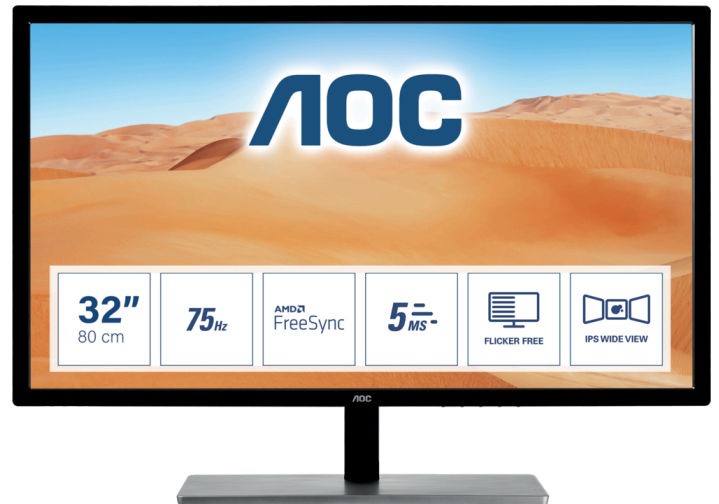 AOC
32"
80 cm
75Hz
AMD
FreeSync
5MS
FLICKER FREE
IPS WIDE VIEW
AOC